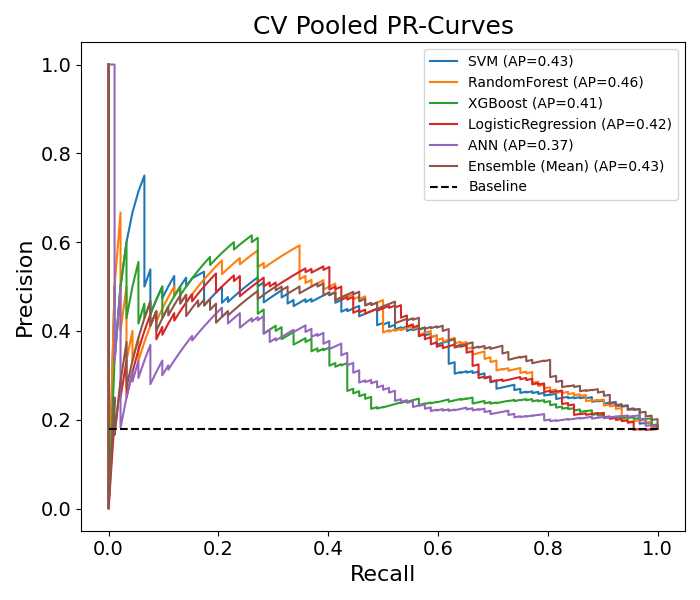 CV Pooled PR-Curves
SVM (AP=0.43)
RandomForest (AP=0.46)
XGBoost (AP=0.41)
LogisticRegression (AP=0.42)
ANN (AP=0.37)
Ensemble (Mean) (AP=0.43)
Baseline
Precision
1.0
0.8
0.6
0.4
0.2
0.0
0.0 0.2 0.4 0.6 0.8 1.0
Recall